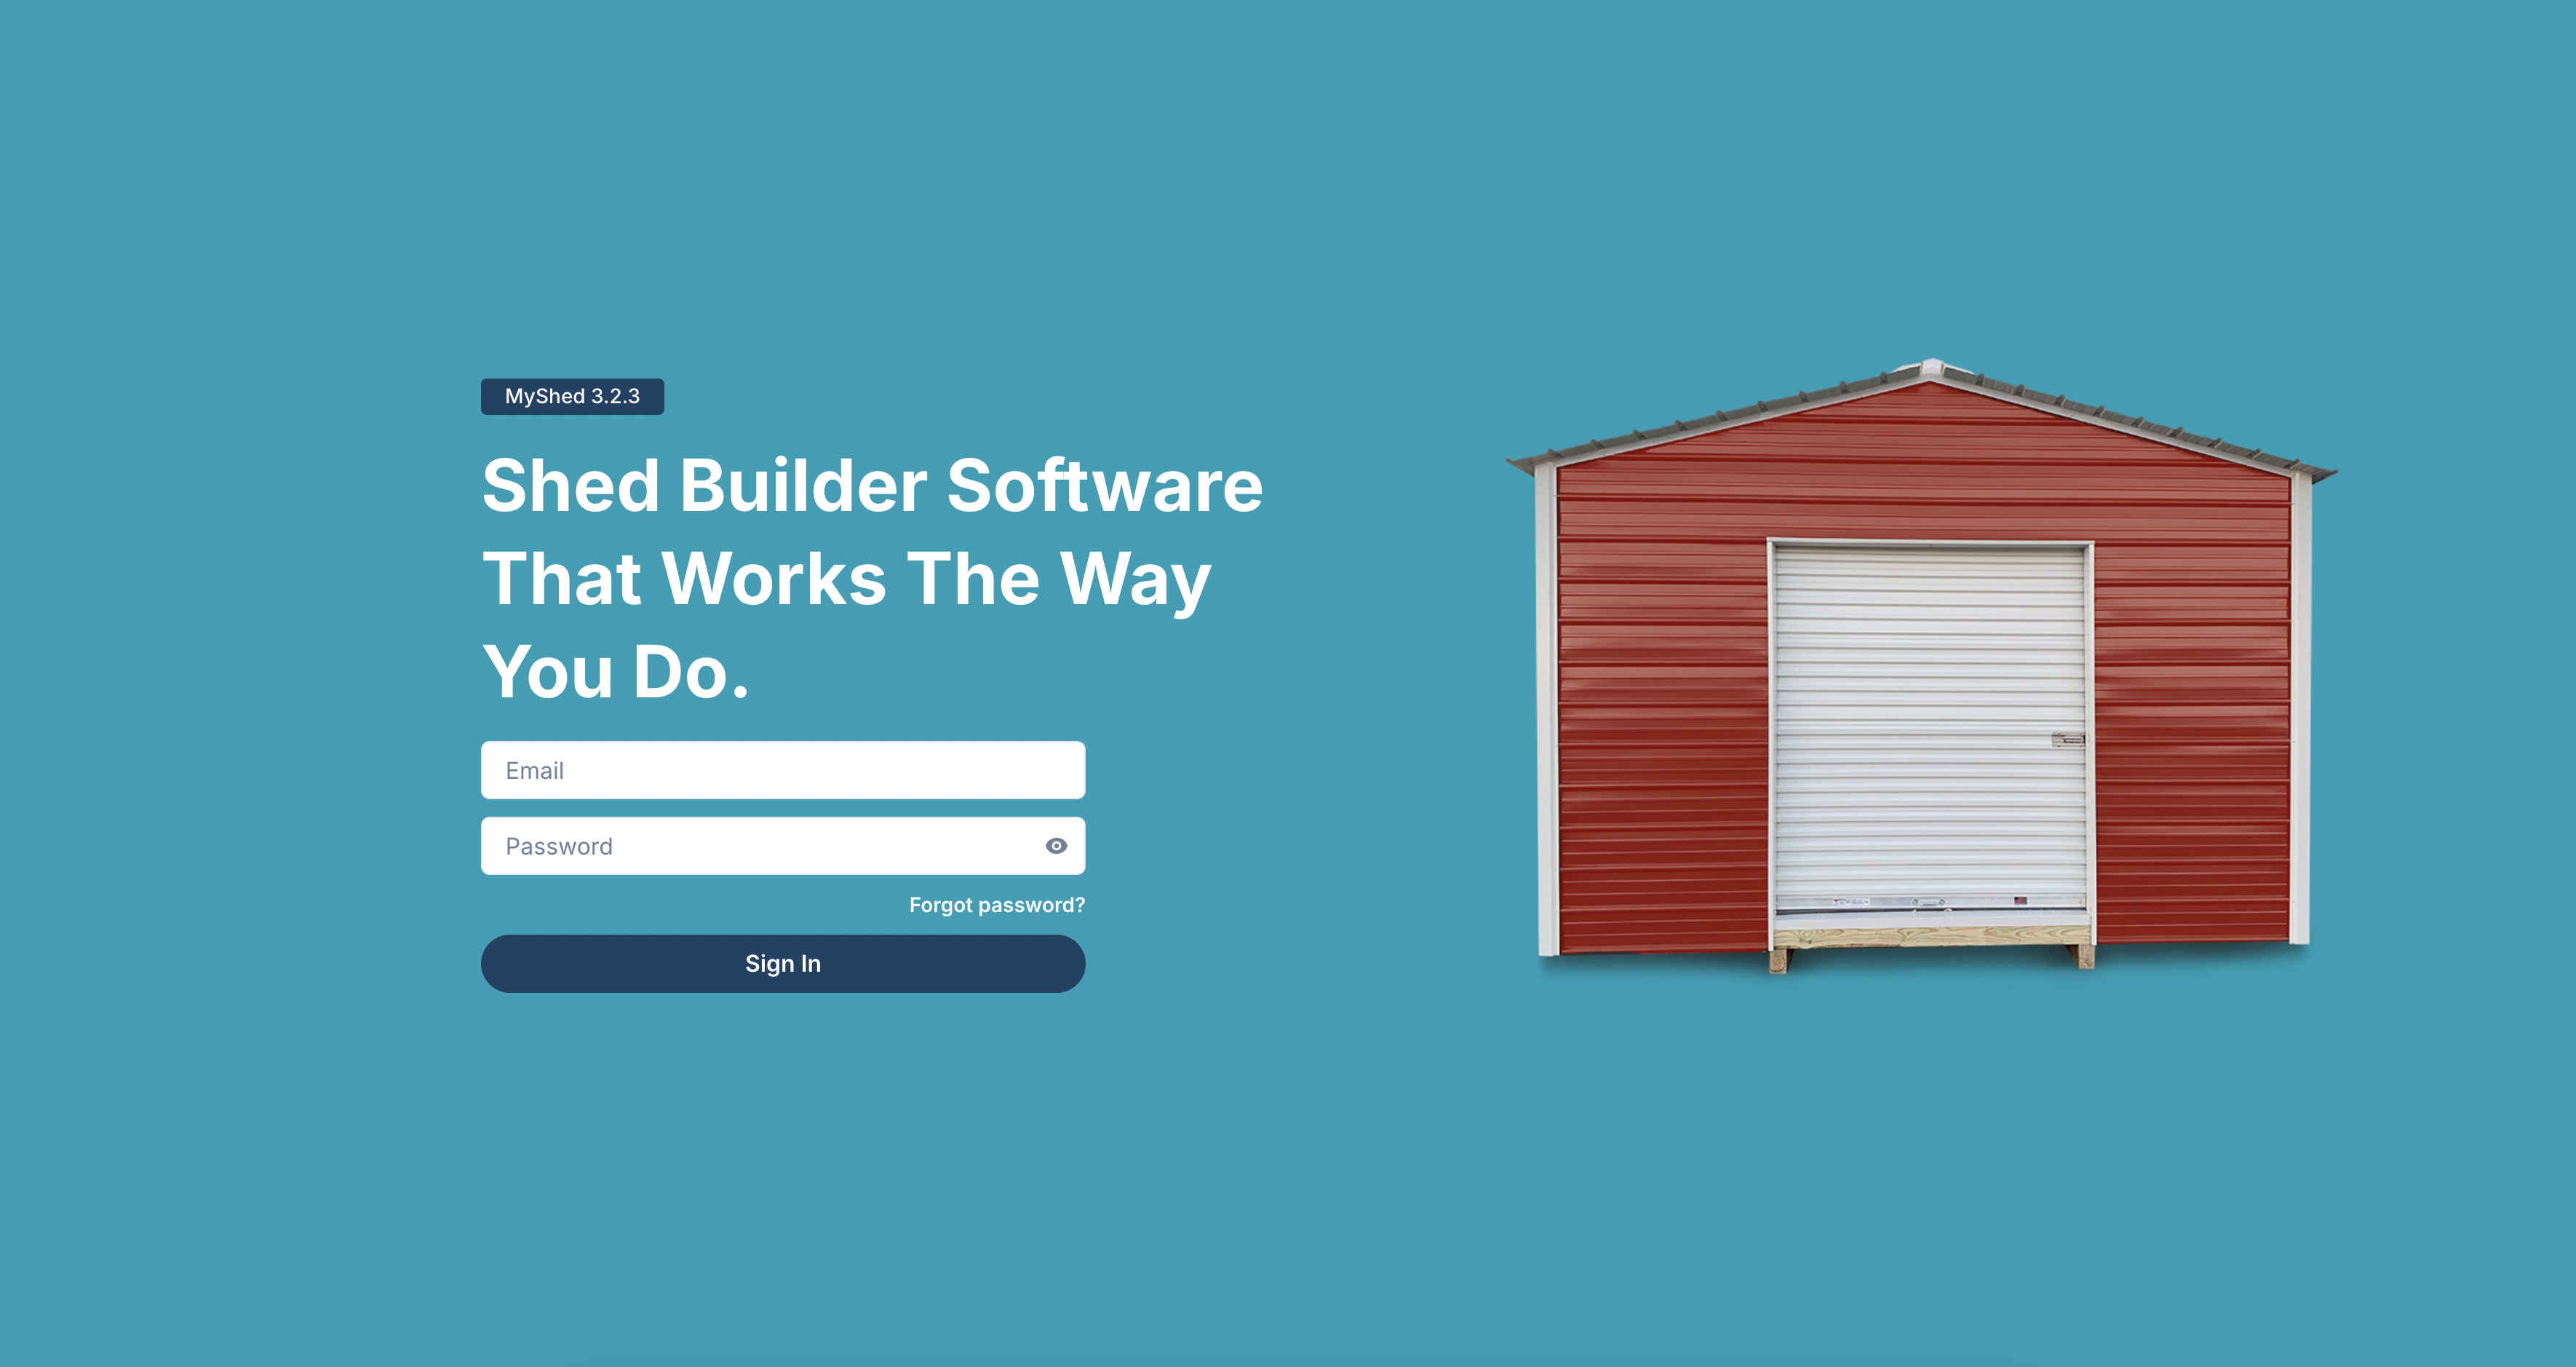 MyShed 3.2.3
Shed Builder Software
That Works The Way
You Do.
Email
Password
Forgot password?
Sign In